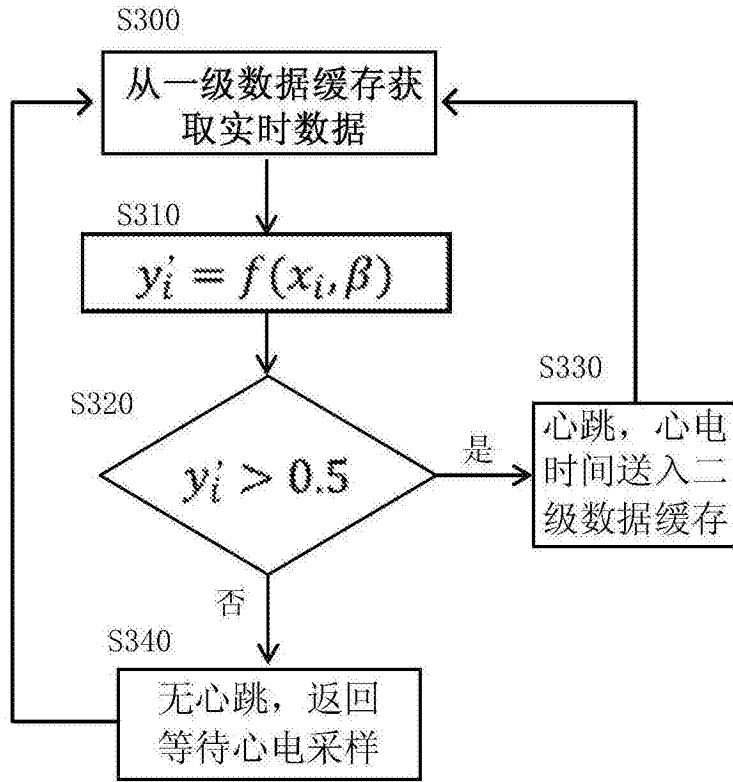 S300
从一级数据缓存获
取实时数据
S310
y'ᵢ = f(xᵢ, β)
S320
y'ᵢ > 0.5
是
S330
心跳，心电
时间送入二
级数据缓存
否
S340
无心跳，返回
等待心电采样